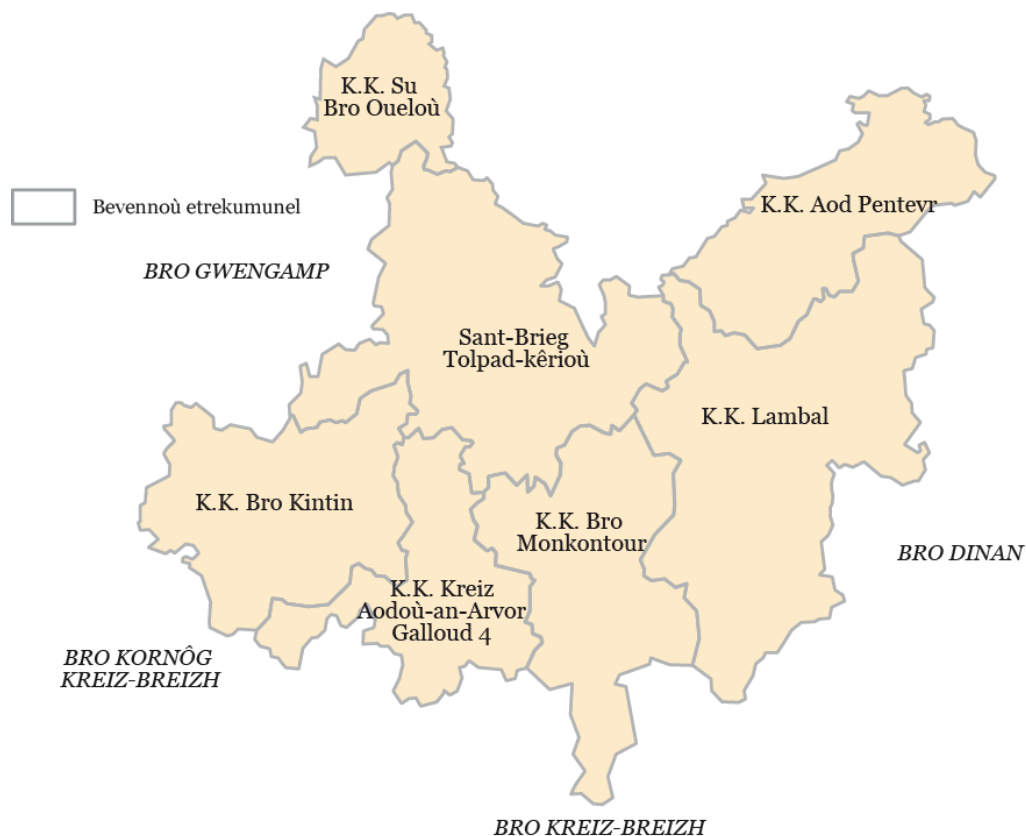 K.K. Su
Bro Oueloù
K.K. Aod Pentevr
Bevennoù etrekumunel
BRO GWENGAMP
Sant-Brieg
Tolpad-kêrioù
K.K. Lambal
K.K. Bro Kintin
K.K. Bro
Monkontour
BRO DINAN
K.K. Kreiz
Aodoù-an-Arvor
Galloud 4
BRO KORNÔG
KREIZ-BREIZH
BRO KREIZ-BREIZH